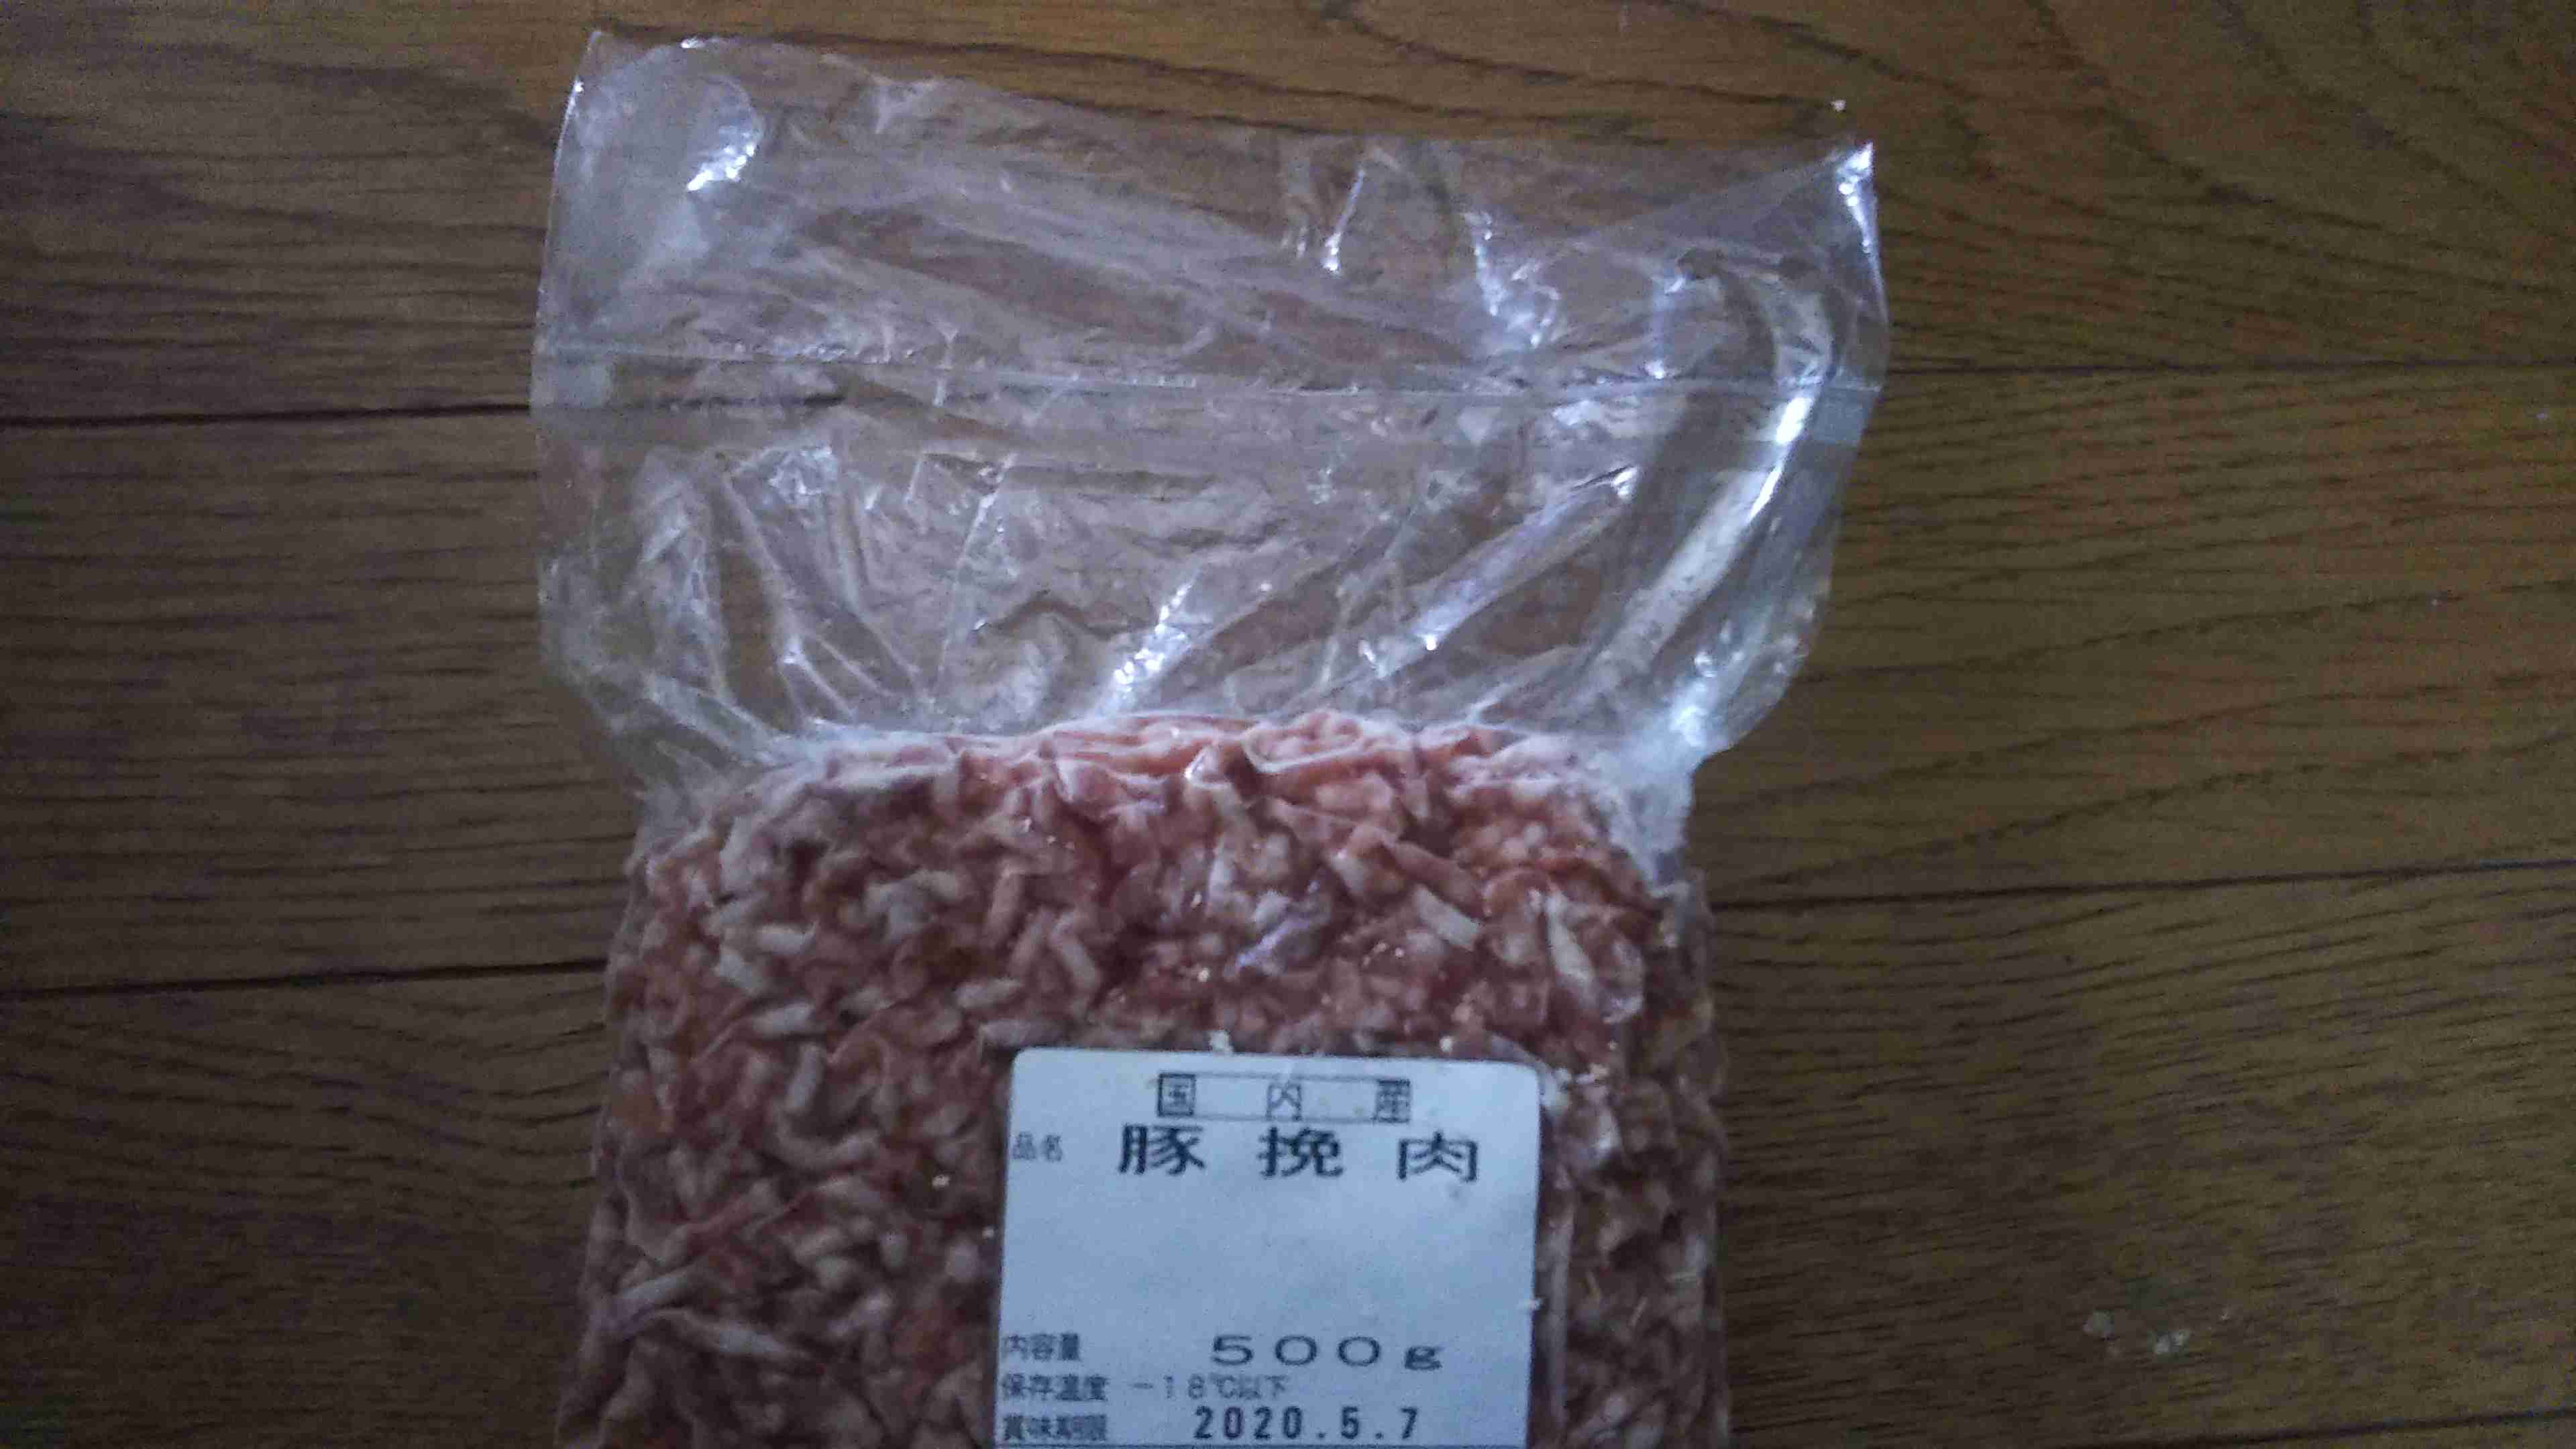 国内産
品名 豚挽肉
内容量 500g
保存温度 -18℃以下
賞味期限 2020.5.7